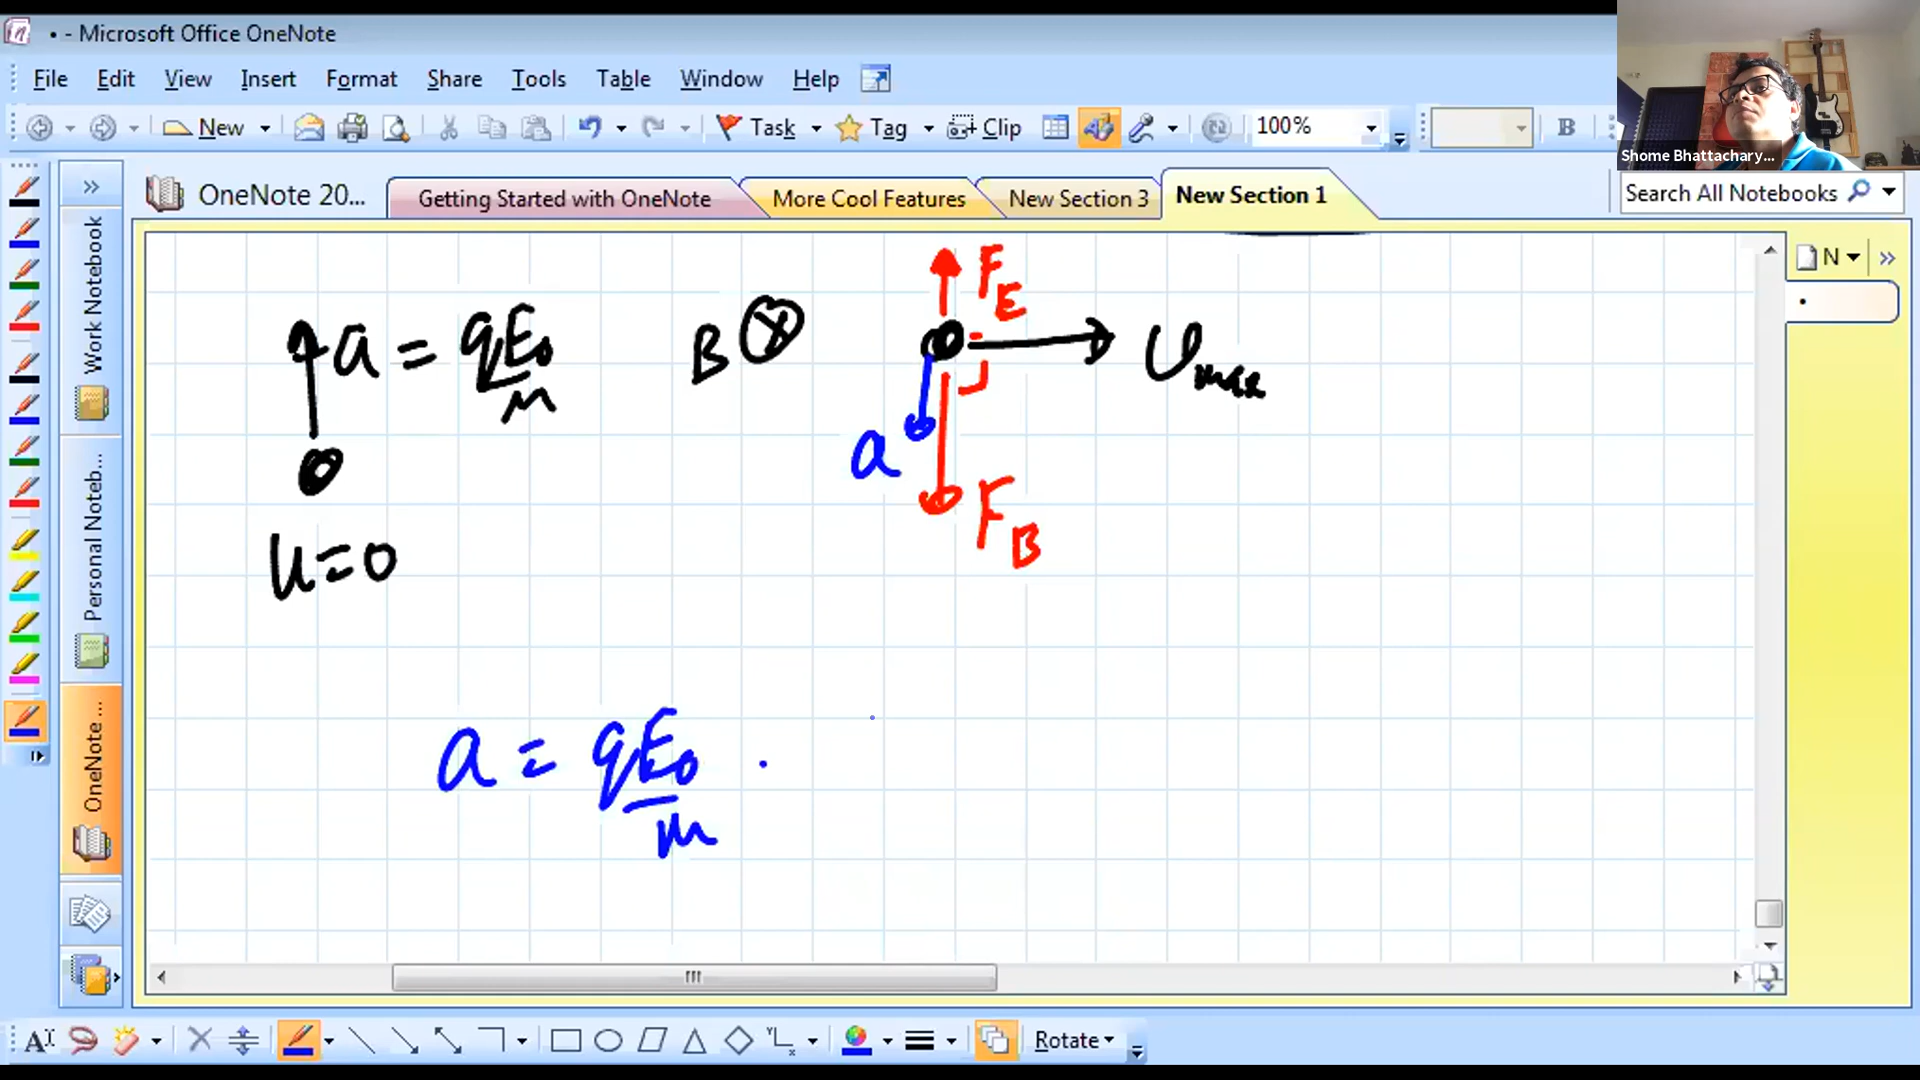 • - Microsoft Office OneNote
File Edit View Insert Format Share Tools Table Window Help
New Task Tag Clip 100% B
Shome Bhattachary...
OneNote 20... Getting Started with OneNote More Cool Features New Section 3 New Section 1
Search All Notebooks
N
Work Notebook
Personal Noteb...
OneNote ...
a = qE₀/m
u=0
B ⊗
F_E
v_max
a
F_B
a = qE₀/m
Rotate